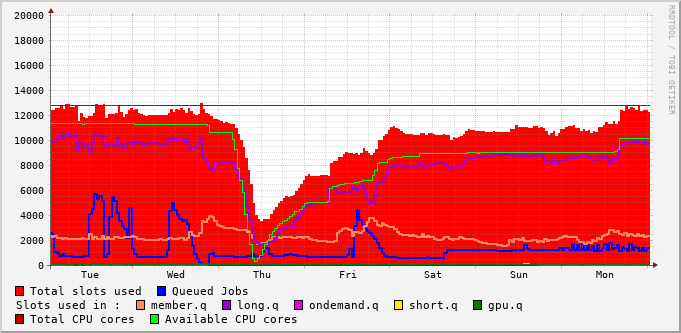 20000
18000
16000
14000
12000
10000
8000
6000
4000
2000
0
Tue Wed Thu Fri Sat Sun Mon
Total slots used Queued Jobs
Slots used in : member.q long.q ondemand.q short.q gpu.q
Total CPU cores Available CPU cores
RRDTOOL / TOBI OETIKER